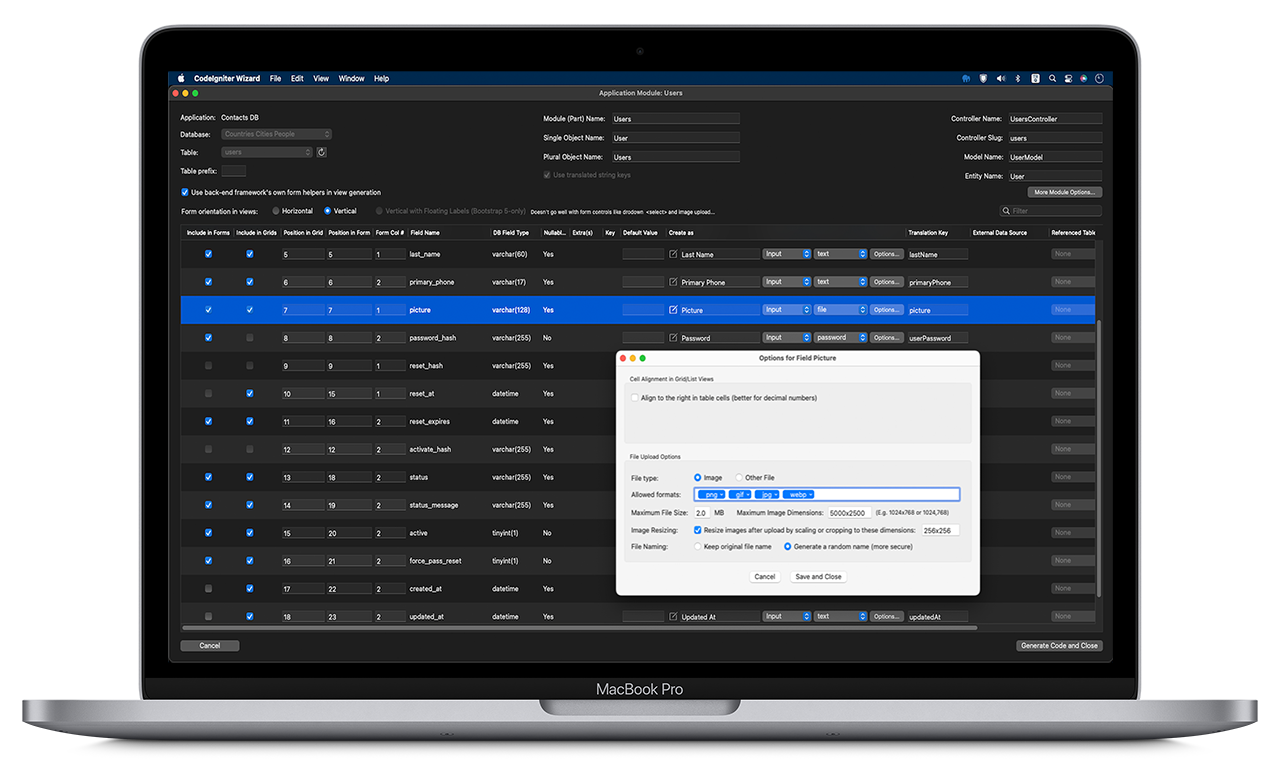 CodeIgniter Wizard File Edit View Window Help
Application Module: Users
Application: Contacts DB Module (Part) Name: Users Controller Name: UsersController
Database: Countries Cities People Single Object Name: User Controller Slug: users
Table: users Plural Object Name: Users Model Name: UserModel
Table prefix: Use translated string keys Entity Name: User
Use back-end framework's own form helpers in view generation More Module Options...
Form orientation in views: Horizontal Vertical Vertical with Floating Labels (Bootstrap 5-only) Doesn't go well with form controls like drodown <select> and image upload... Filter
Include in Forms Include in Grids Position in Grid Position in Form Form Col # Field Name DB Field Type Nullabl... Extra(s) Key Default Value Create as Translation Key External Data Source Referenced Table
5 5 1 last_name varchar(60) Yes Last Name Input text Options... lastName None
6 6 2 primary_phone varchar(17) Yes Primary Phone Input text Options... primaryPhone None
7 7 1 picture varchar(128) Yes Picture Input file Options... picture None
8 8 2 password_hash varchar(255) No Password Input password Options... userPassword None
9 9 1 reset_hash varchar(255) Yes None
10 15 1 reset_at datetime Yes None
11 16 2 reset_expires datetime Yes None
12 12 2 activate_hash varchar(255) Yes None
13 18 2 status varchar(255) Yes None
14 19 2 status_message varchar(255) Yes None
15 20 2 active tinyint(1) No None
16 21 2 force_pass_reset tinyint(1) No None
17 22 2 created_at datetime Yes None
18 23 2 updated_at datetime Yes Updated At Input text Options... updatedAt None
Cancel Generate Code and Close
Options for Field Picture
Cell Alignment in Grid/List Views
Align to the right in table cells (better for decimal numbers)
File Upload Options
File type: Image Other File
Allowed formats: png gif jpg webp
Maximum File Size: 2.0 MB Maximum Image Dimensions: 5000x2500 (E.g. 1024x768 or 1024,768)
Image Resizing: Resize images after upload by scaling or cropping to these dimensions: 256x256
File Naming: Keep original file name Generate a random name (more secure)
Cancel Save and Close
MacBook Pro